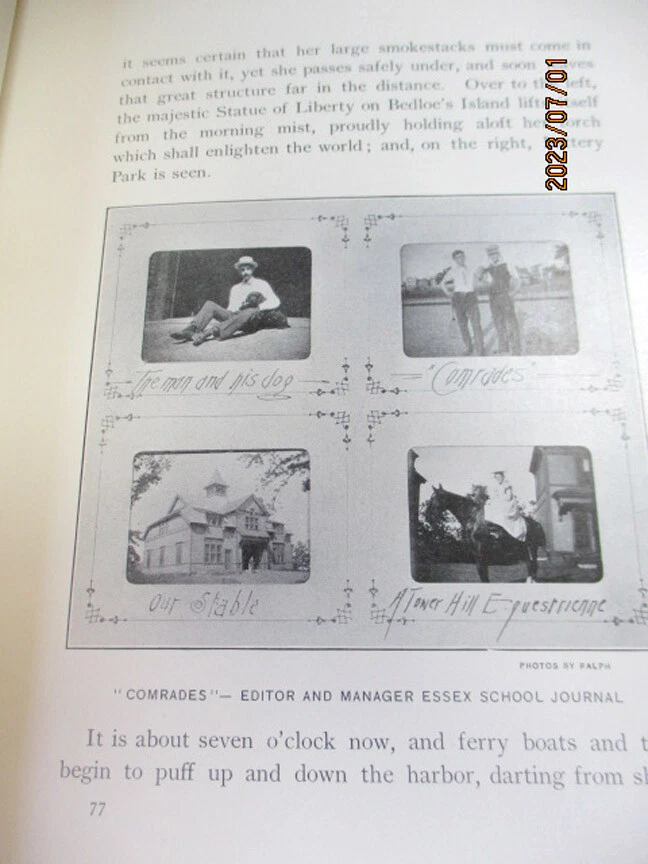 it seems certain that her large smokestacks must come in
contact with it, yet she passes safely under, and soon
that great structure far in the distance. Over to left,
the majestic Statue of Liberty on Bedloe's Island
from the morning mist, proudly holding aloft torch
which shall enlighten the world; and, on the right,
Park is seen.
2023/07/01
The man and his dog
"Comrades"
Our Stable
A Tower Hill Equestrienne
PHOTOS BY RALPH
"COMRADES"— EDITOR AND MANAGER ESSEX SCHOOL JOURNAL
It is about seven o'clock now, and ferry boats and
begin to puff up and down the harbor, darting from
77